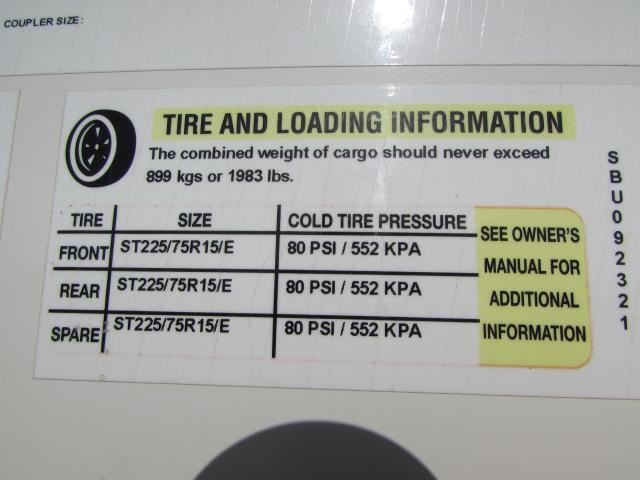 COUPLER SIZE:
TIRE AND LOADING INFORMATION
The combined weight of cargo should never exceed
899 kgs or 1983 lbs.
TIRE SIZE COLD TIRE PRESSURE
FRONT ST225/75R15/E 80 PSI / 552 KPA
REAR ST225/75R15/E 80 PSI / 552 KPA
SPARE ST225/75R15/E 80 PSI / 552 KPA
SEE OWNER'S
MANUAL FOR
ADDITIONAL
INFORMATION
SBU092321